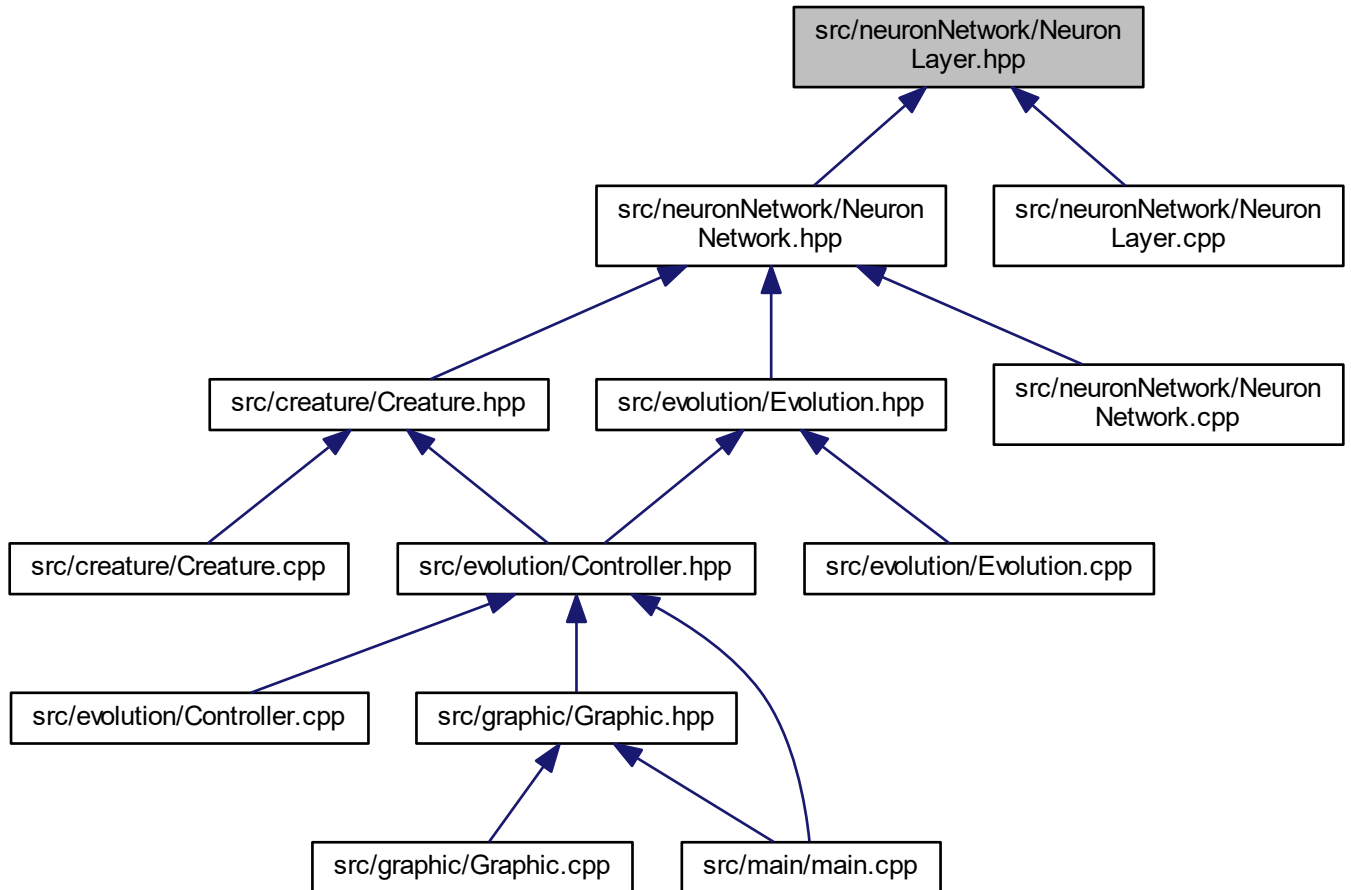 src/neuronNetwork/Neuron
Layer.hpp
src/neuronNetwork/Neuron
Network.hpp
src/neuronNetwork/Neuron
Layer.cpp
src/creature/Creature.hpp
src/evolution/Evolution.hpp
src/neuronNetwork/Neuron
Network.cpp
src/creature/Creature.cpp
src/evolution/Controller.hpp
src/evolution/Evolution.cpp
src/evolution/Controller.cpp
src/graphic/Graphic.hpp
src/graphic/Graphic.cpp
src/main/main.cpp